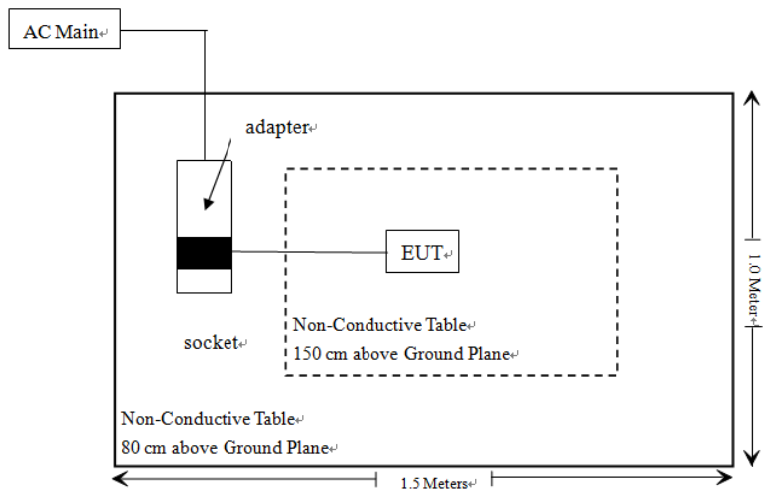 AC Main
adapter
EUT
Non-Conductive Table
150 cm above Ground Plane
socket
Non-Conductive Table
80 cm above Ground Plane
1.0 Meter
1.5 Meters